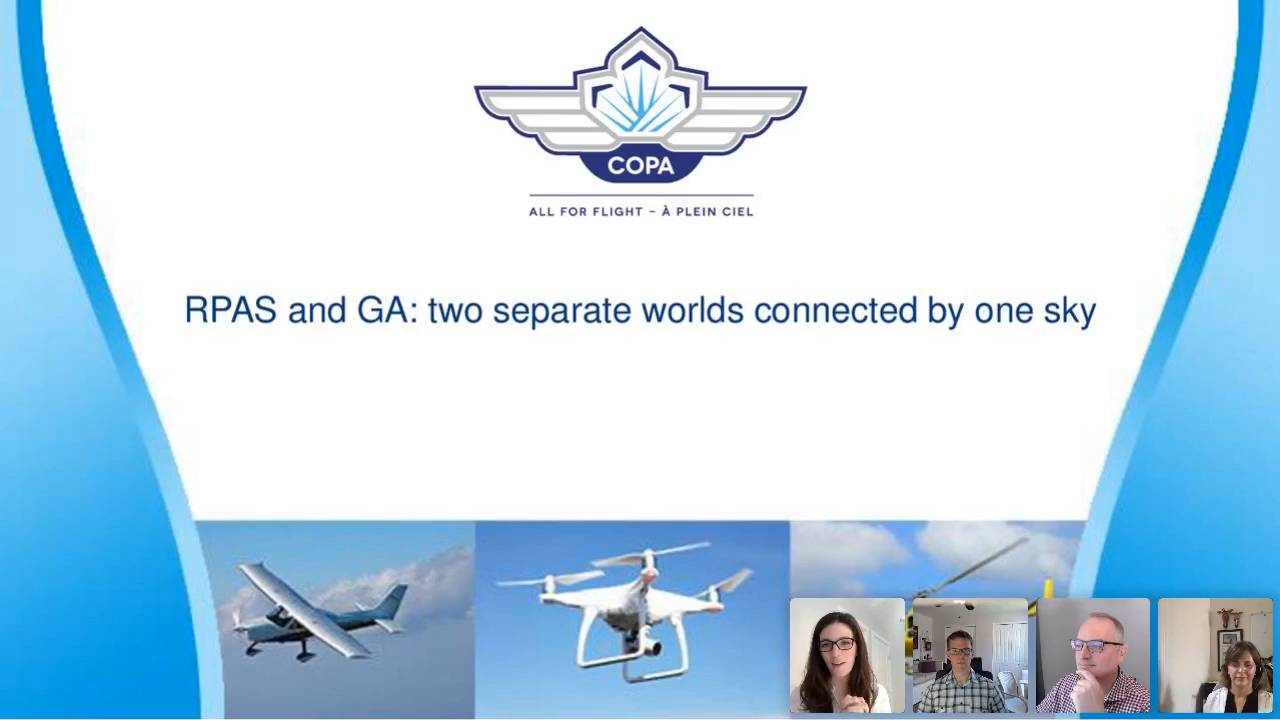 COPA
ALL FOR FLIGHT – À PLEIN CIEL
RPAS and GA: two separate worlds connected by one sky